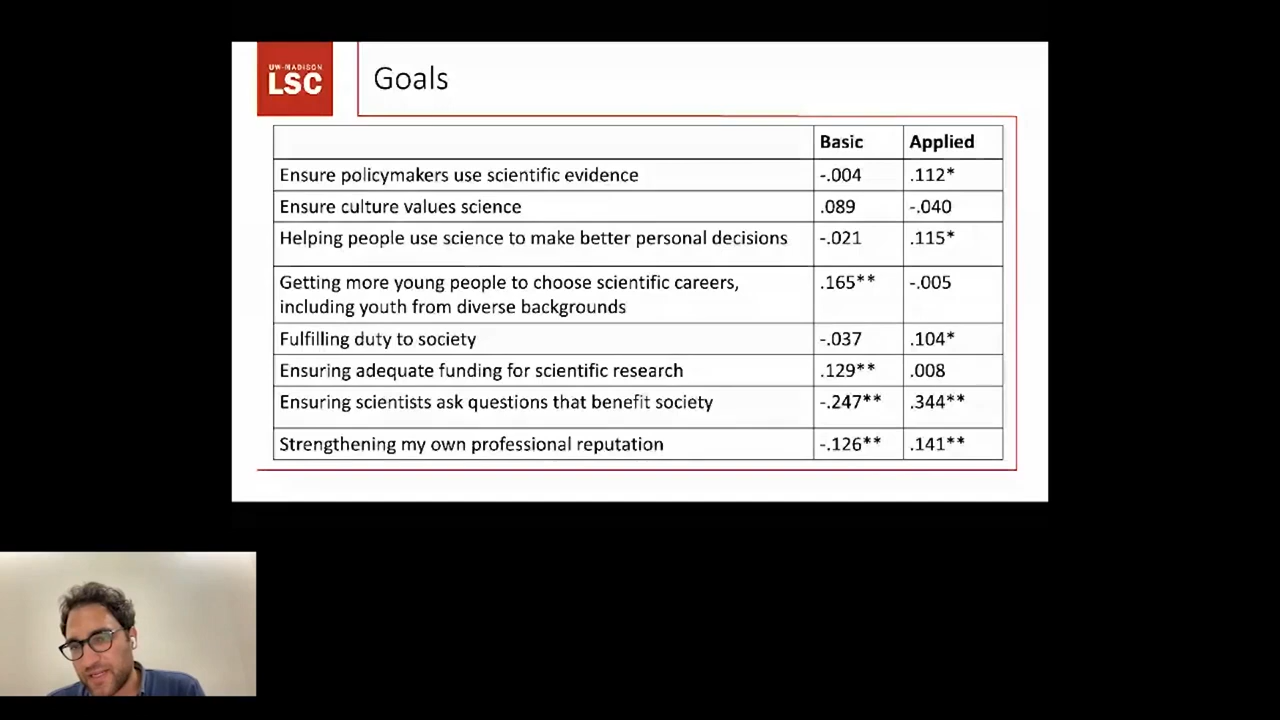 UW-MADISON
LSC
Goals
Basic Applied
Ensure policymakers use scientific evidence -.004 .112*
Ensure culture values science .089 -.040
Helping people use science to make better personal decisions -.021 .115*
Getting more young people to choose scientific careers, .165** -.005
including youth from diverse backgrounds
Fulfilling duty to society -.037 .104*
Ensuring adequate funding for scientific research .129** .008
Ensuring scientists ask questions that benefit society -.247** .344**
Strengthening my own professional reputation -.126** .141**